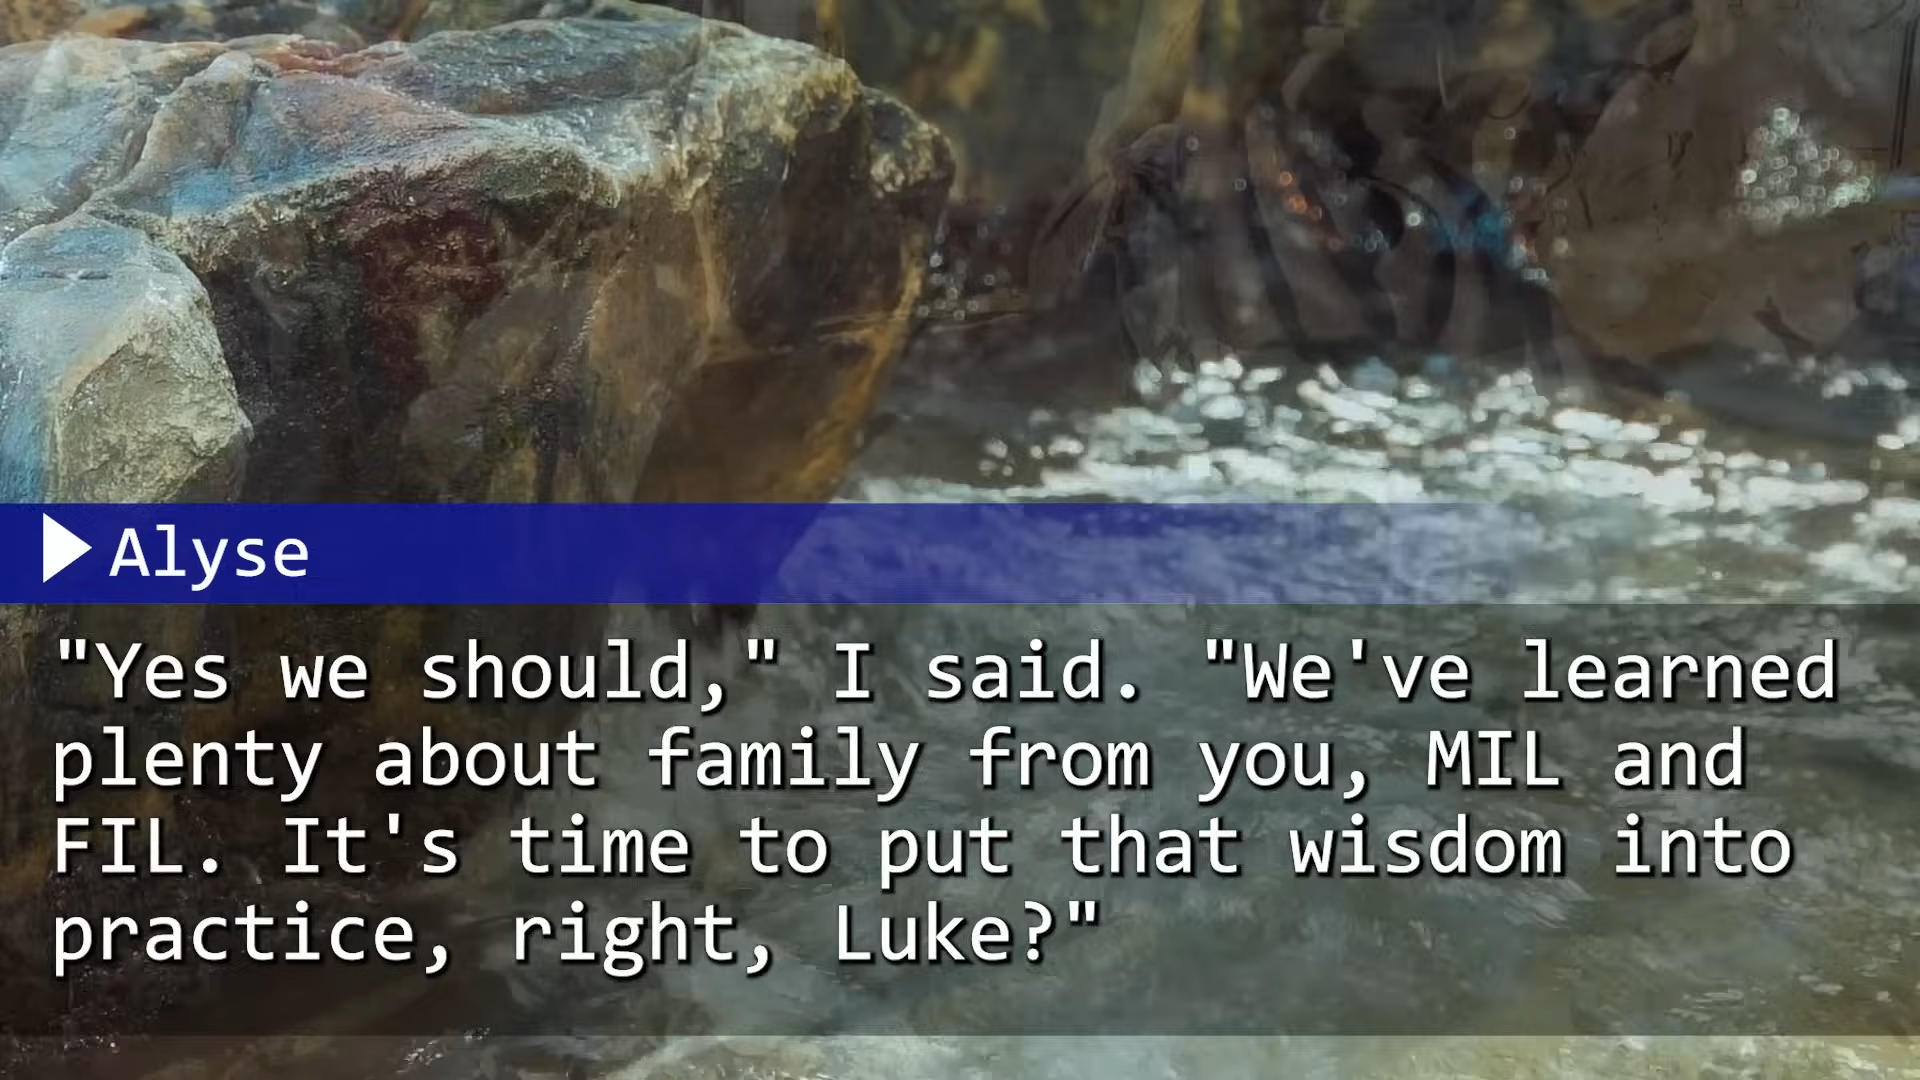 Alyse
"Yes we should," I said. "We've learned
plenty about family from you, MIL and
FIL. It's time to put that wisdom into
practice, right, Luke?"